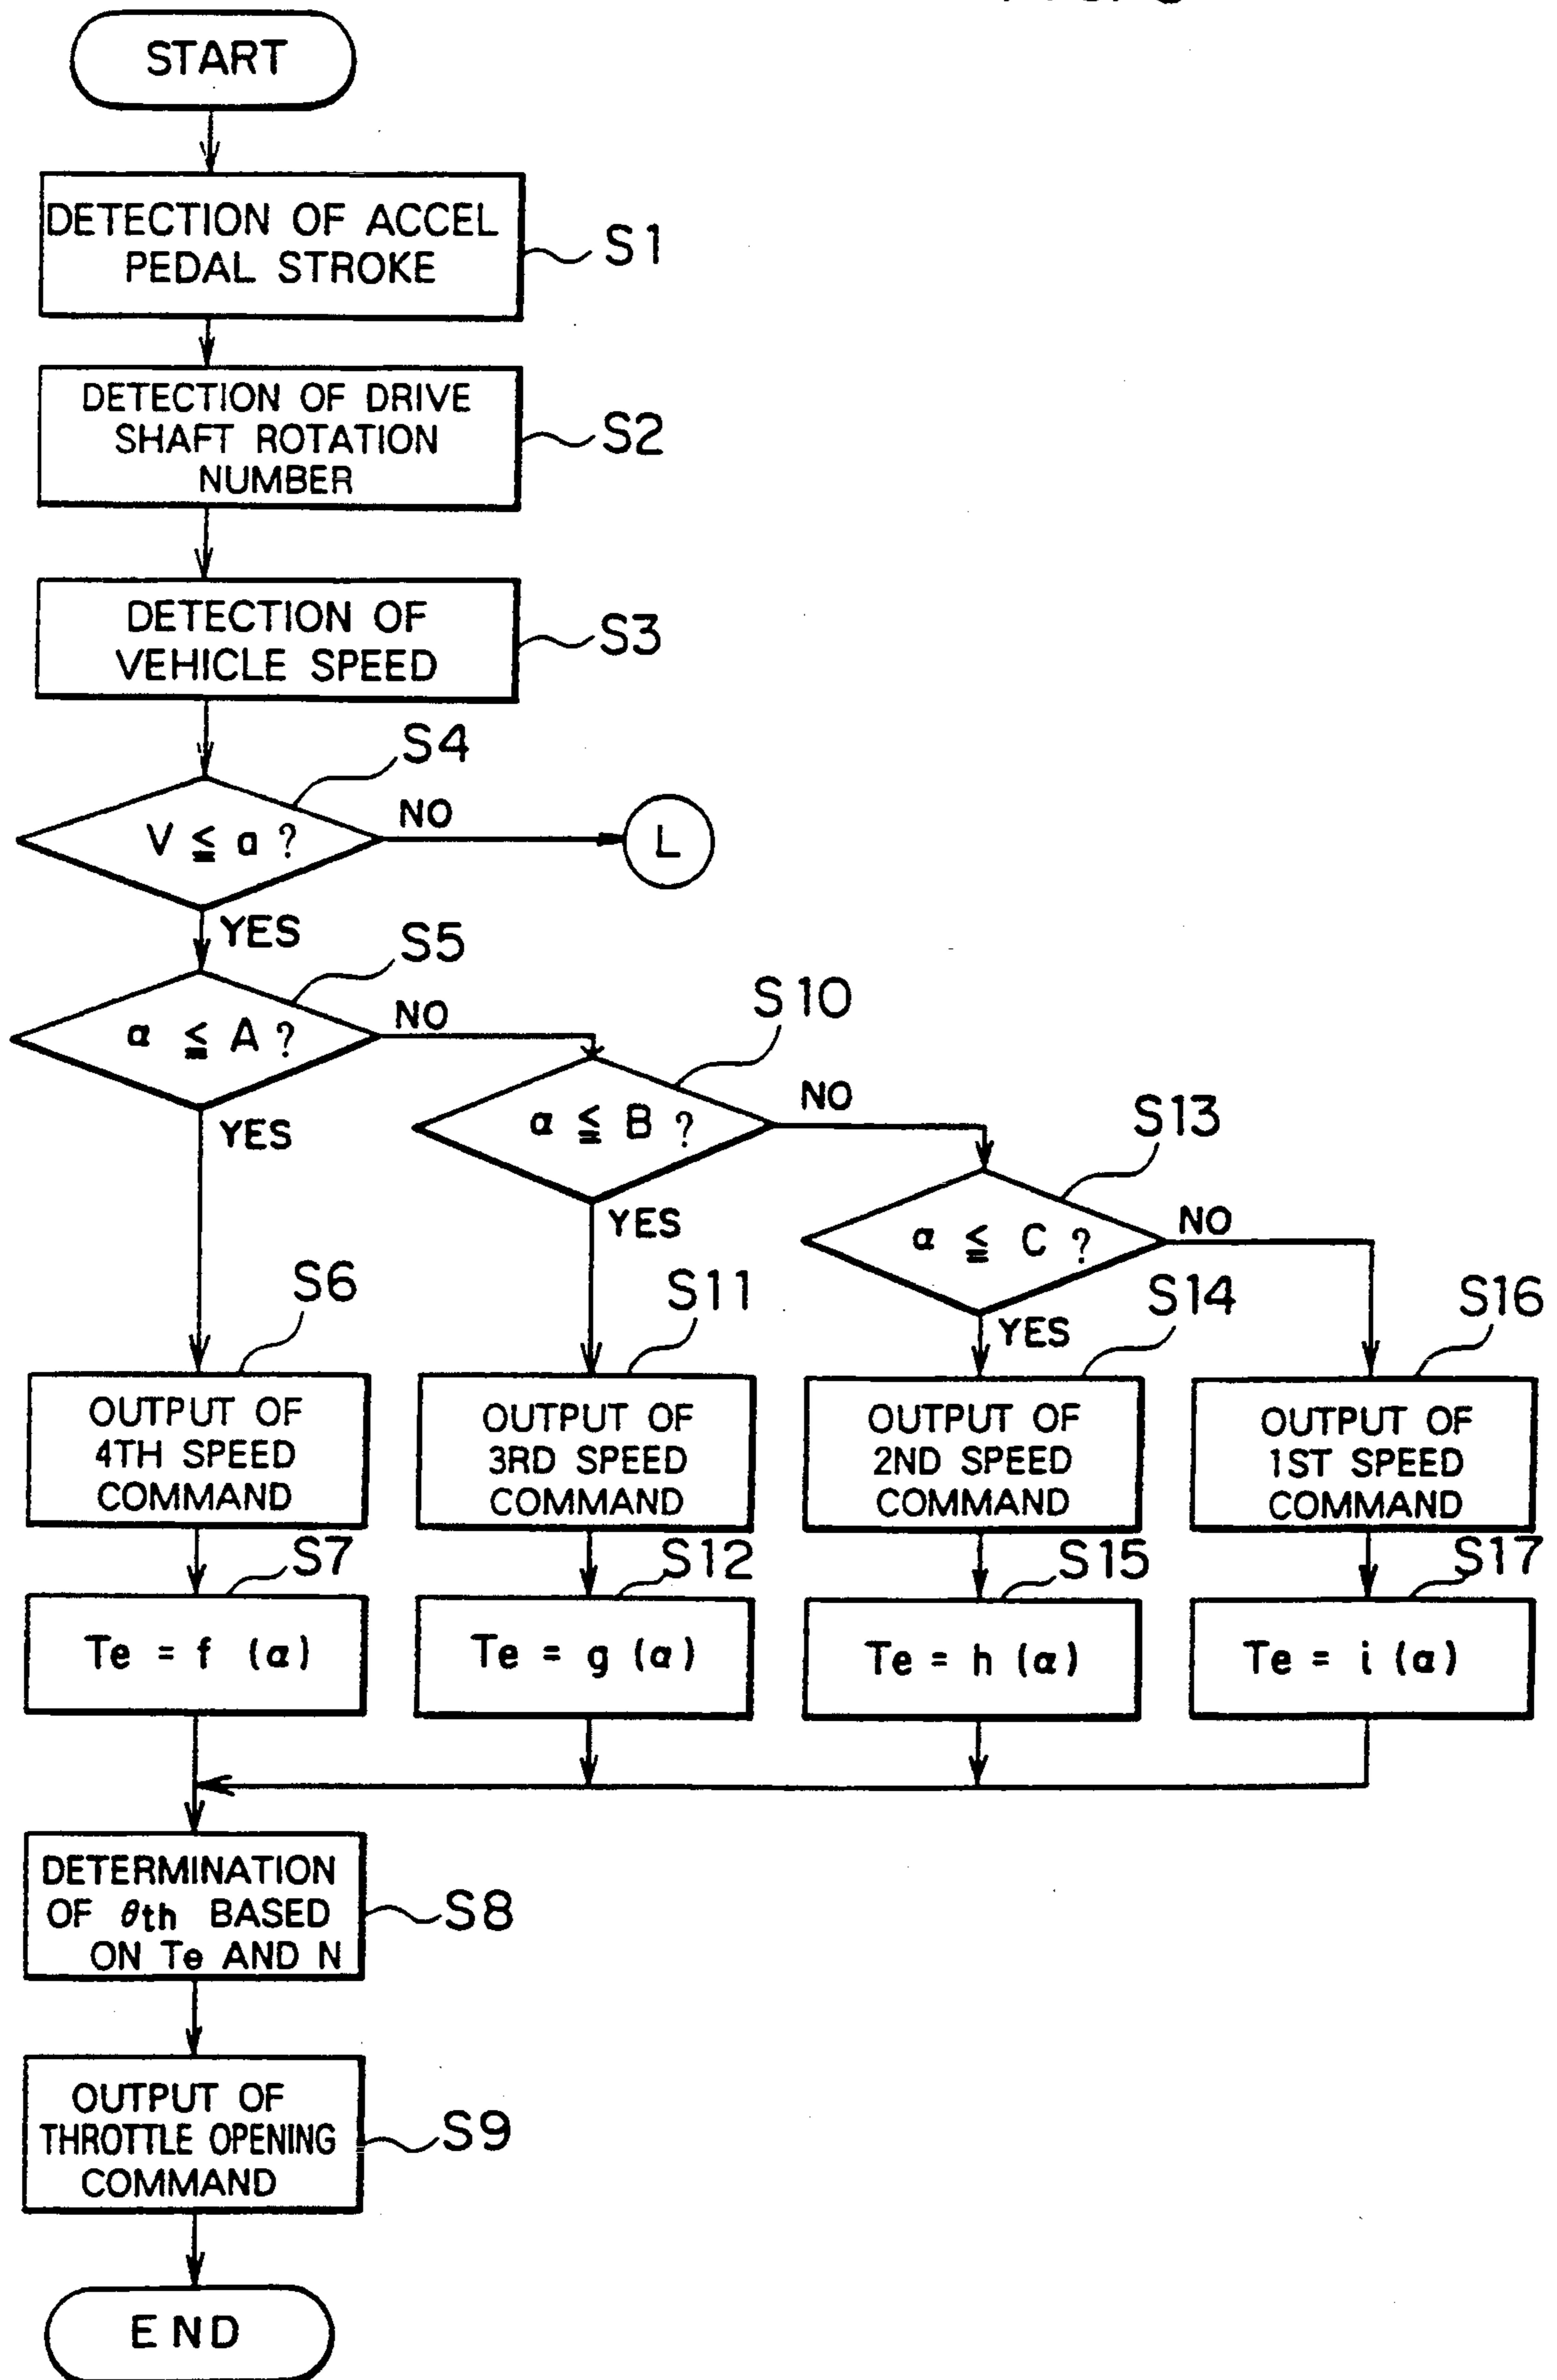 START
DETECTION OF ACCEL
PEDAL STROKE
S1
DETECTION OF DRIVE
SHAFT ROTATION
NUMBER
S2
DETECTION OF
VEHICLE SPEED
S3
S4
V ≦ a ?
NO
L
YES
S5
α ≦ A ?
NO
YES
S10
α ≦ B ?
NO
YES
S13
α ≦ C ?
NO
YES
S6
OUTPUT OF
4TH SPEED
COMMAND
S11
OUTPUT OF
3RD SPEED
COMMAND
S14
OUTPUT OF
2ND SPEED
COMMAND
S16
OUTPUT OF
1ST SPEED
COMMAND
S7
Te = f (α)
S12
Te = g (α)
S15
Te = h (α)
S17
Te = i (α)
DETERMINATION
OF θth BASED
ON Te AND N
S8
OUTPUT OF
THROTTLE OPENING
COMMAND
S9
END